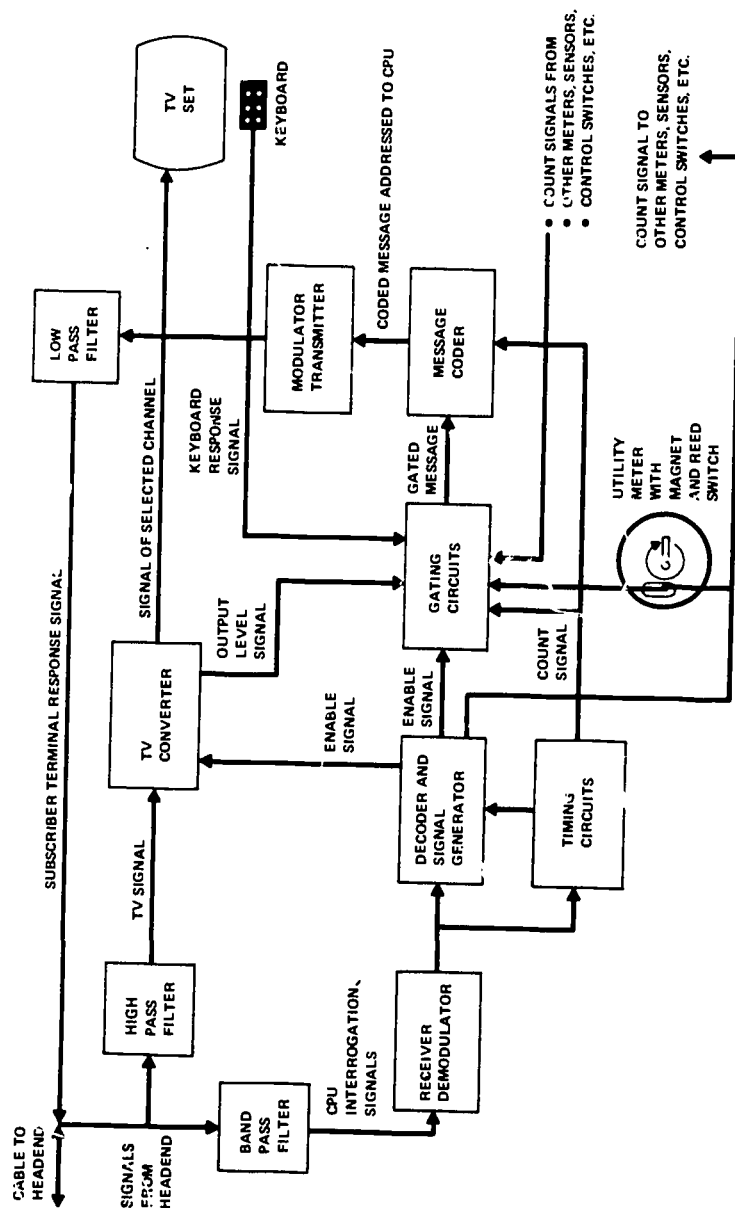 CABLE TO
HEADEND
SUBSCRIBER TERMINAL RESPONSE SIGNAL
LOW
PASS
FILTER
SIGNALS
FROM
HEADEND
HIGH
PASS
FILTER
TV SIGNAL
TV
CONVERTER
SIGNAL OF SELECTED CHANNEL
TV
SET
KEYBOARD
KEYBOARD
RESPONSE
SIGNAL
OUTPUT
LEVEL
SIGNAL
MODULATOR
TRANSMITTER
CODED MESSAGE ADDRESSED TO CPU
BAND
PASS
FILTER
CPU
INTERROGATION
SIGNALS
ENABLE
SIGNAL
RECEIVER
DEMODULATOR
DECODER AND
SIGNAL
GENERATOR
ENABLE
SIGNAL
GATING
CIRCUITS
GATED
MESSAGE
MESSAGE
CODER
• COUNT SIGNALS FROM
• OTHER METERS, SENSORS,
• CONTROL SWITCHES, ETC.
TIMING
CIRCUITS
COUNT
SIGNAL
UTILITY
METER
WITH
MAGNET
AND REED
SWITCH
COUNT SIGNAL TO
OTHER METERS, SENSORS,
CONTROL SWITCHES, ETC.